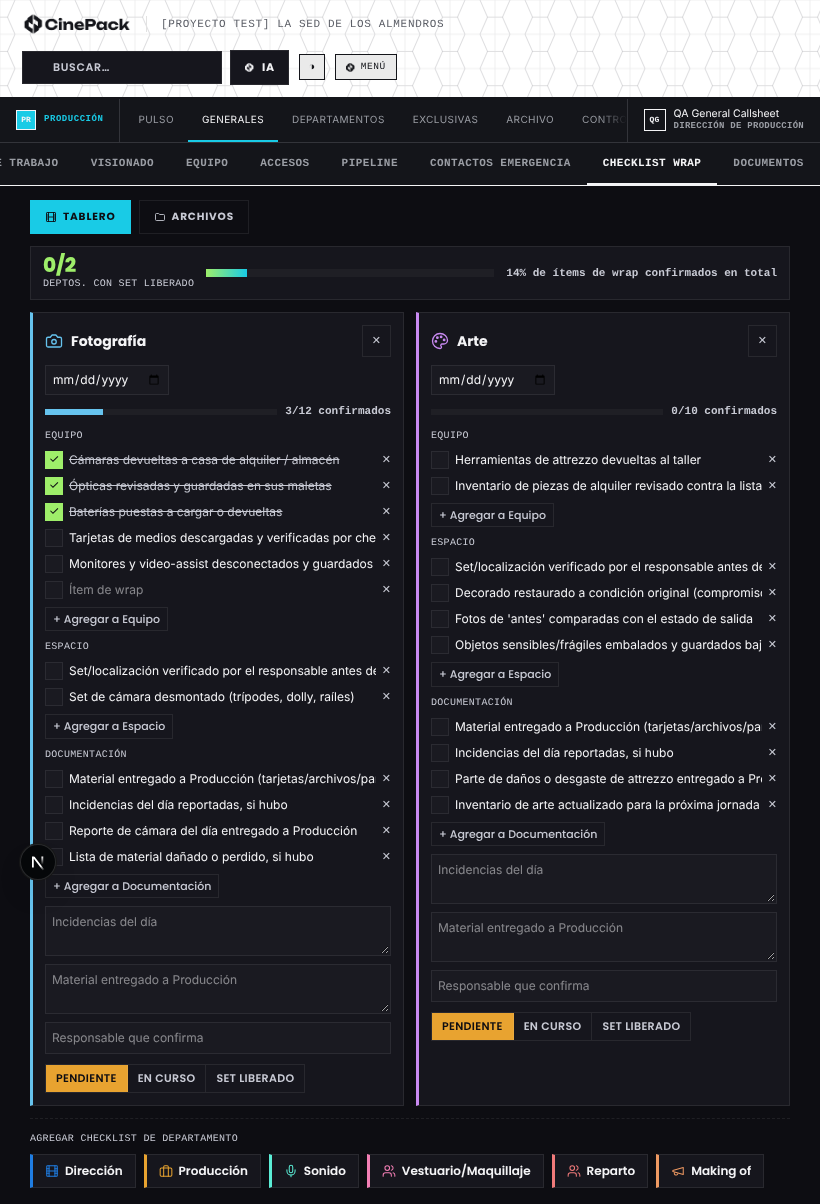 CinePack
[PROYECTO TEST] LA SED DE LOS ALMENDROS
BUSCAR…
IA
MENÚ
PR PRODUCCIÓN
PULSO
GENERALES
DEPARTAMENTOS
EXCLUSIVAS
ARCHIVO
CONTR
QG
QA General Callsheet
DIRECCIÓN DE PRODUCCIÓN
E TRABAJO
VISIONADO
EQUIPO
ACCESOS
PIPELINE
CONTACTOS EMERGENCIA
CHECKLIST WRAP
DOCUMENTOS
TABLERO
ARCHIVOS
0/2
DEPTOS. CON SET LIBERADO
14% de ítems de wrap confirmados en total
Fotografía
×
mm/dd/yyyy
3/12 confirmados
EQUIPO
Cámaras devueltas a casa de alquiler / almacén ×
Ópticas revisadas y guardadas en sus maletas ×
Baterías puestas a cargar o devueltas ×
Tarjetas de medios descargadas y verificadas por che ×
Monitores y video-assist desconectados y guardados ×
Ítem de wrap ×
+ Agregar a Equipo
ESPACIO
Set/localización verificado por el responsable antes de ×
Set de cámara desmontado (trípodes, dolly, raíles) ×
+ Agregar a Espacio
DOCUMENTACIÓN
Material entregado a Producción (tarjetas/archivos/pa ×
Incidencias del día reportadas, si hubo ×
Reporte de cámara del día entregado a Producción ×
Lista de material dañado o perdido, si hubo ×
N
+ Agregar a Documentación
Incidencias del día
Material entregado a Producción
Responsable que confirma
PENDIENTE
EN CURSO
SET LIBERADO
Arte
×
mm/dd/yyyy
0/10 confirmados
EQUIPO
Herramientas de attrezzo devueltas al taller ×
Inventario de piezas de alquiler revisado contra la lista ×
+ Agregar a Equipo
ESPACIO
Set/localización verificado por el responsable antes de ×
Decorado restaurado a condición original (compromiso ×
Fotos de 'antes' comparadas con el estado de salida ×
Objetos sensibles/frágiles embalados y guardados baj ×
+ Agregar a Espacio
DOCUMENTACIÓN
Material entregado a Producción (tarjetas/archivos/pa ×
Incidencias del día reportadas, si hubo ×
Parte de daños o desgaste de attrezzo entregado a Pro ×
Inventario de arte actualizado para la próxima jornada ×
+ Agregar a Documentación
Incidencias del día
Material entregado a Producción
Responsable que confirma
PENDIENTE
EN CURSO
SET LIBERADO
AGREGAR CHECKLIST DE DEPARTAMENTO
Dirección
Producción
Sonido
Vestuario/Maquillaje
Reparto
Making of